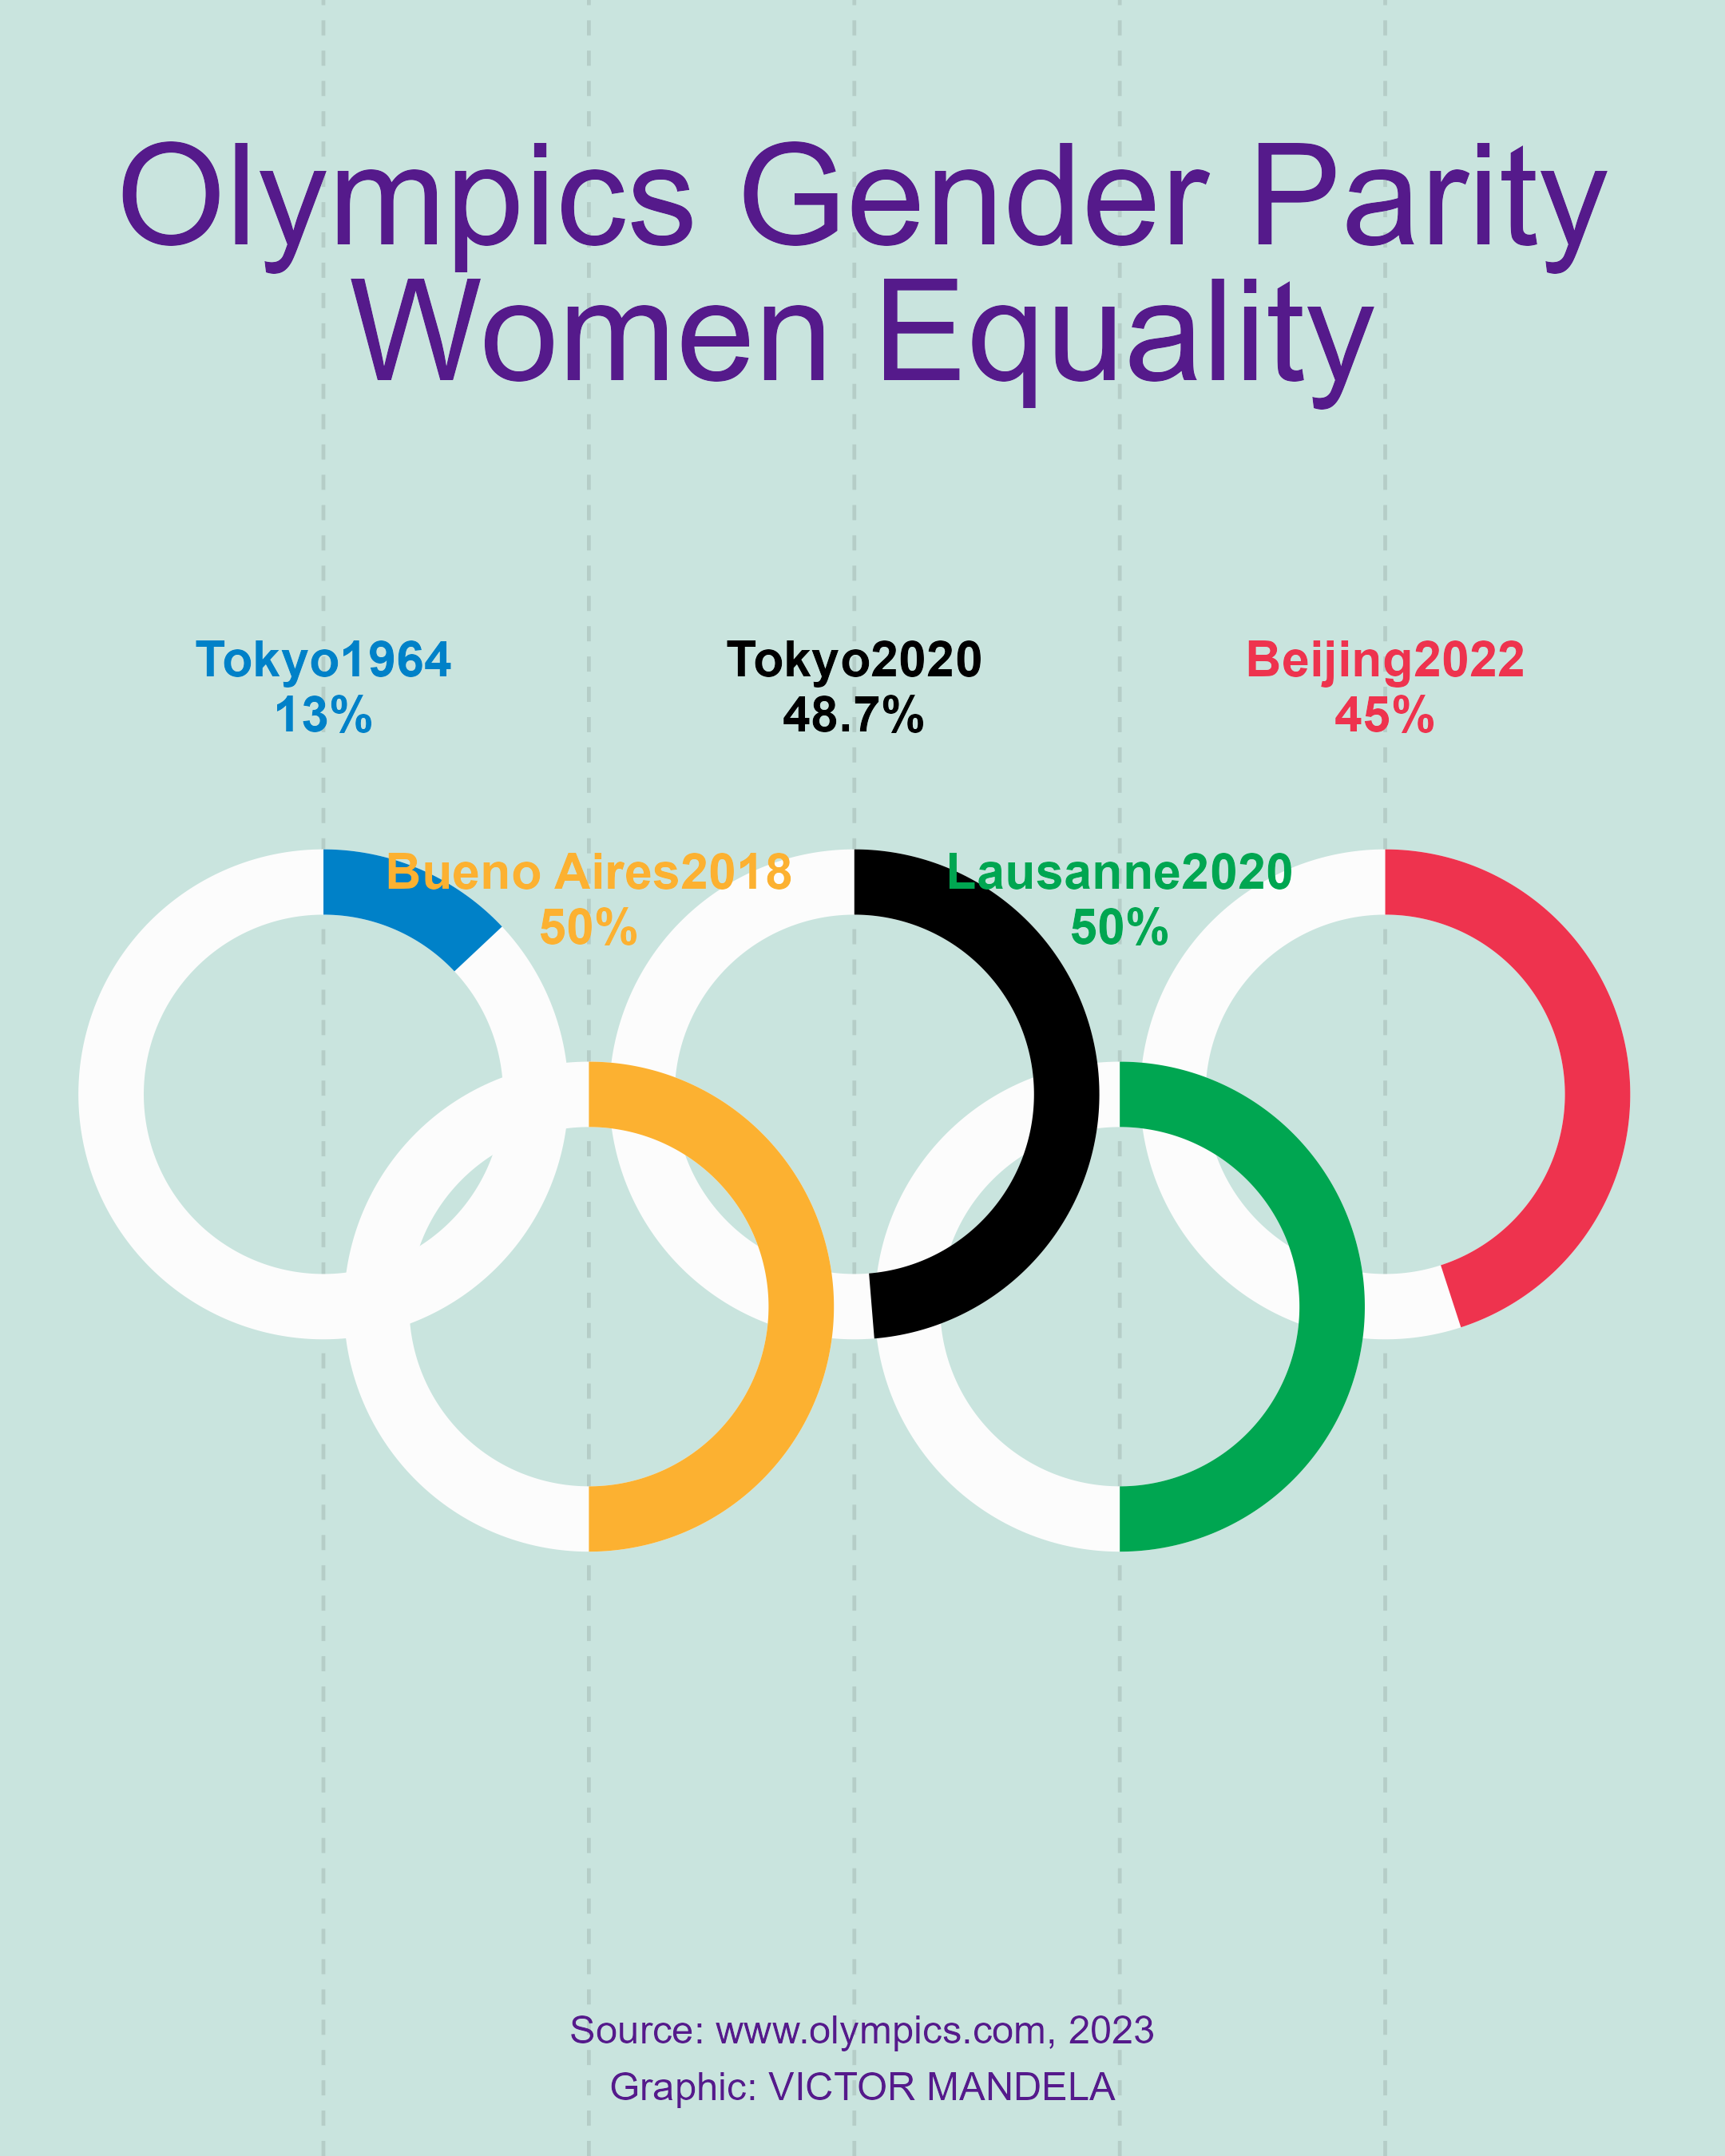 Olympics Gender Parity
Women Equality
Tokyo1964
13%
Tokyo2020
48.7%
Beijing2022
45%
Bueno Aires2018
50%
Lausanne2020
50%
Source: www.olympics.com, 2023
Graphic: VICTOR MANDELA